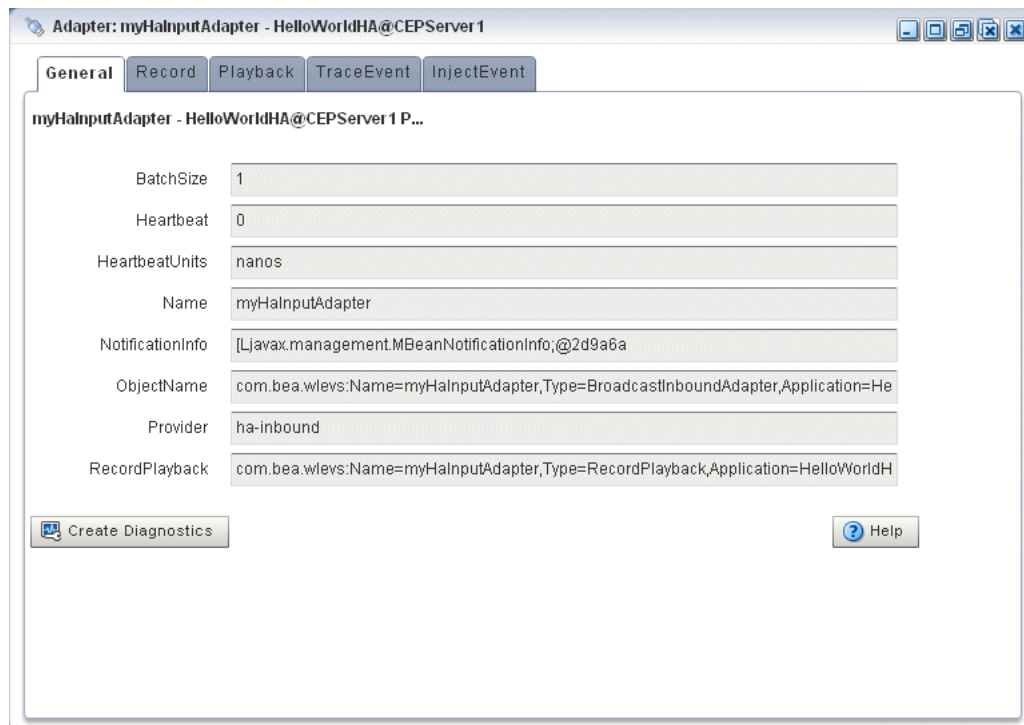 Adapter: myHaInputAdapter - HelloWorldHA@CEPServer1
General Record Playback TraceEvent InjectEvent
myHaInputAdapter - HelloWorldHA@CEPServer1 P...
BatchSize 1
Heartbeat 0
HeartbeatUnits nanos
Name myHaInputAdapter
NotificationInfo [Ljavax.management.MBeanNotificationInfo;@2d9a6a
ObjectName com.bea.wlevs:Name=myHaInputAdapter,Type=BroadcastInboundAdapter,Application=He
Provider ha-inbound
RecordPlayback com.bea.wlevs:Name=myHaInputAdapter,Type=RecordPlayback,Application=HelloWorldH
Create Diagnostics ? Help